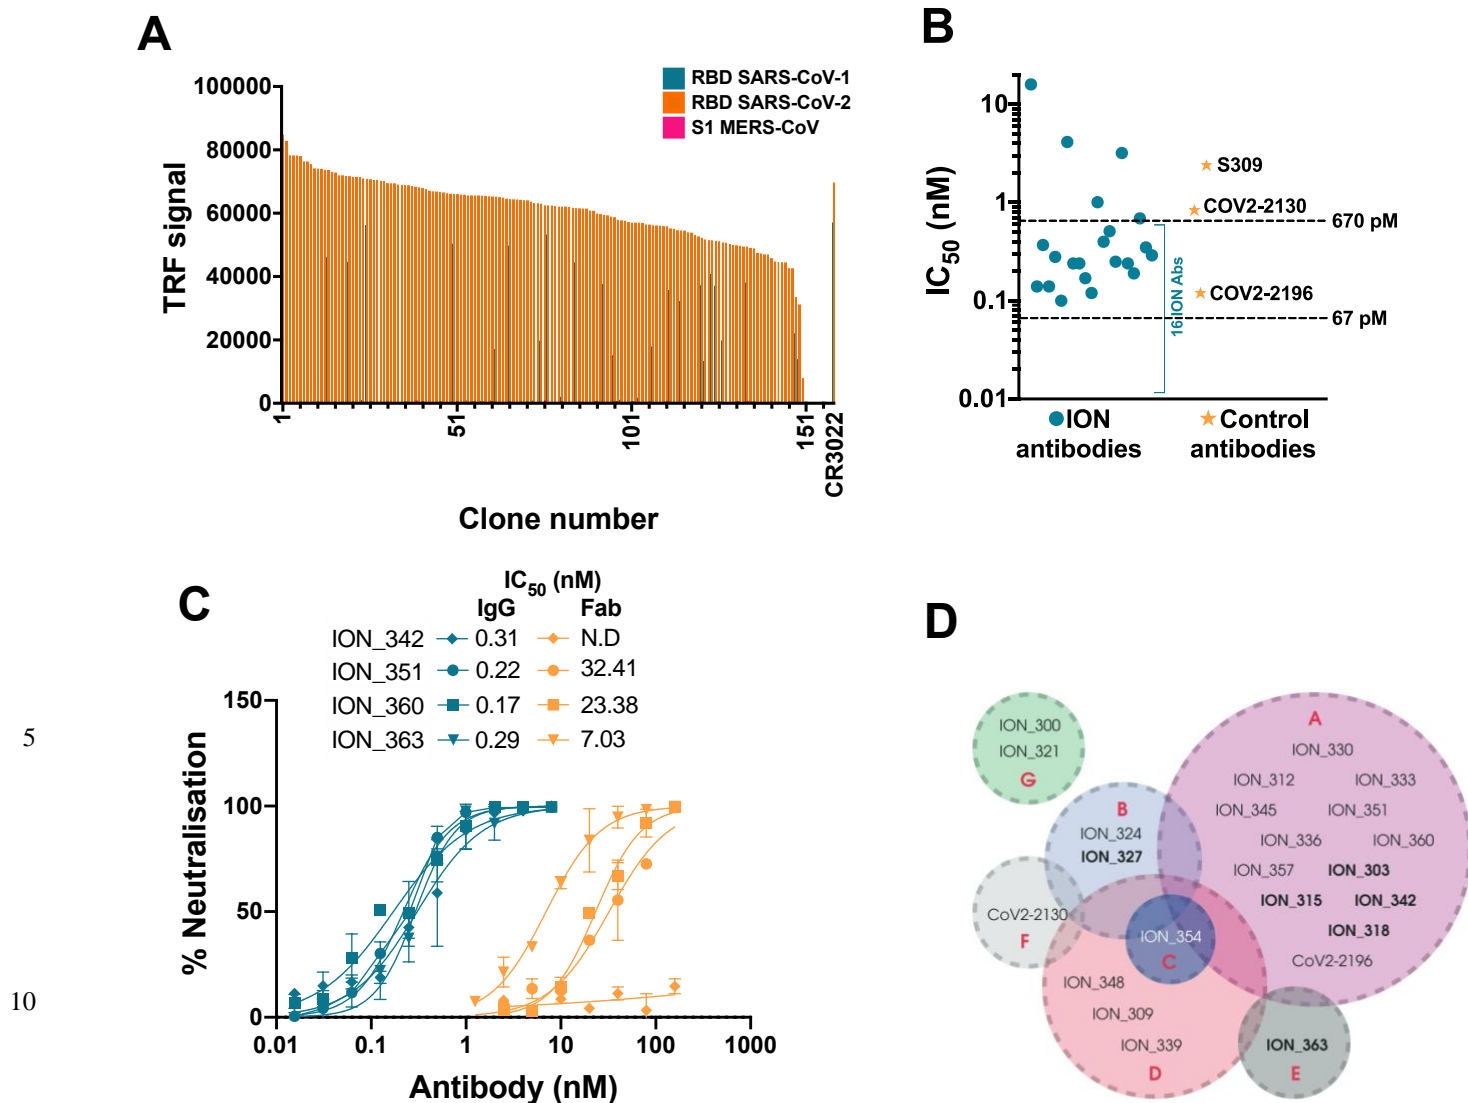 A
RBD SARS-CoV-1
RBD SARS-CoV-2
S1 MERS-CoV
TRF signal
100000
80000
60000
40000
20000
0
1
51
101
151
CR3022
Clone number
B
IC50 (nM)
10
1
0.1
0.01
S309
COV2-2130
670 pM
COV2-2196
67 pM
16 ION Abs
ION
antibodies
Control
antibodies
C
IC50 (nM)
IgG Fab
ION_342 0.31 N.D
ION_351 0.22 32.41
ION_360 0.17 23.38
ION_363 0.29 7.03
% Neutralisation
150
100
50
0
0.01 0.1 1 10 100 1000
Antibody (nM)
5
10
D
ION_300
ION_321
G
B
ION_324
ION_327
CoV2-2130
F
A
ION_330
ION_312 ION_333
ION_345 ION_351
ION_336 ION_360
ION_357 ION_303
ION_315 ION_342
ION_318
CoV2-2196
ION_354
C
ION_348
ION_309
ION_339
D
ION_363
E